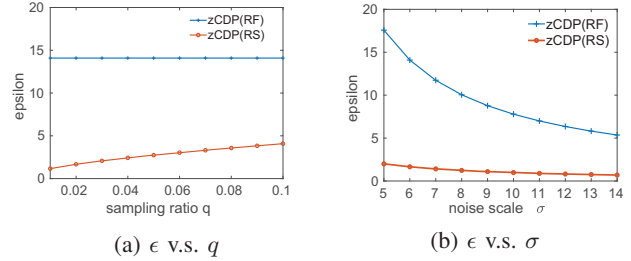 20
15
10
5
0
epsilon
zCDP(RF)
zCDP(RS)
0.02 0.04 0.06 0.08 0.1
sampling ratio q
(a) ϵ v.s. q
20
15
10
5
0
epsilon
zCDP(RF)
zCDP(RS)
5 6 7 8 9 10 11 12 13 14
noise scale σ
(b) ϵ v.s. σ